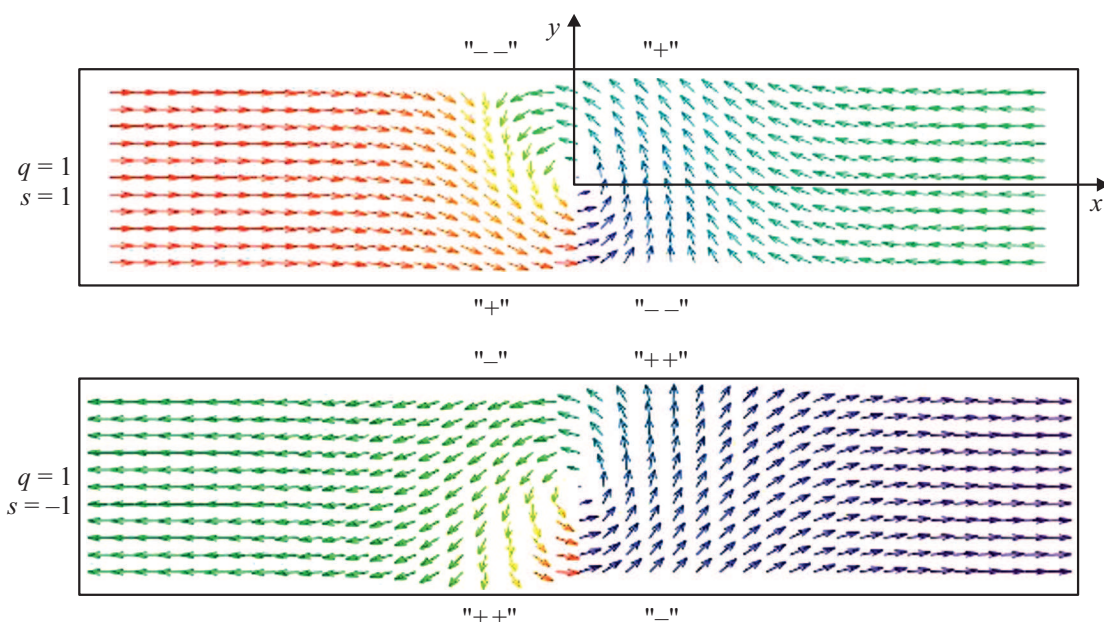 y
"– –" "+"
q = 1
s = 1
x
"+" "– –"
"–" "+ +"
q = 1
s = –1
"+ +" "–"